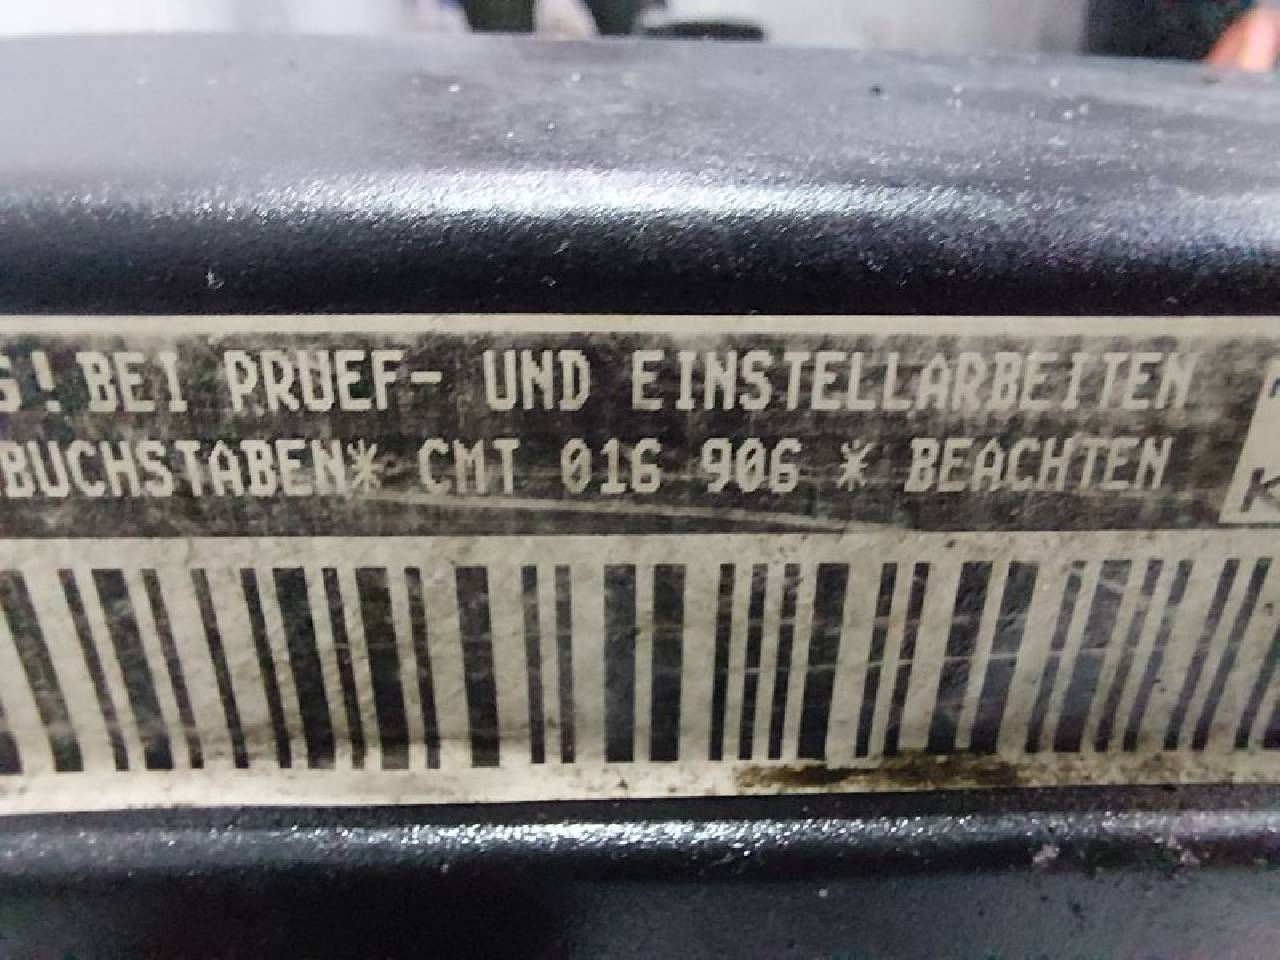 G! BEI PRUEF- UND EINSTELLARBEITEN
BUCHSTABEN* CMT 016 906 * BEACHTEN
K